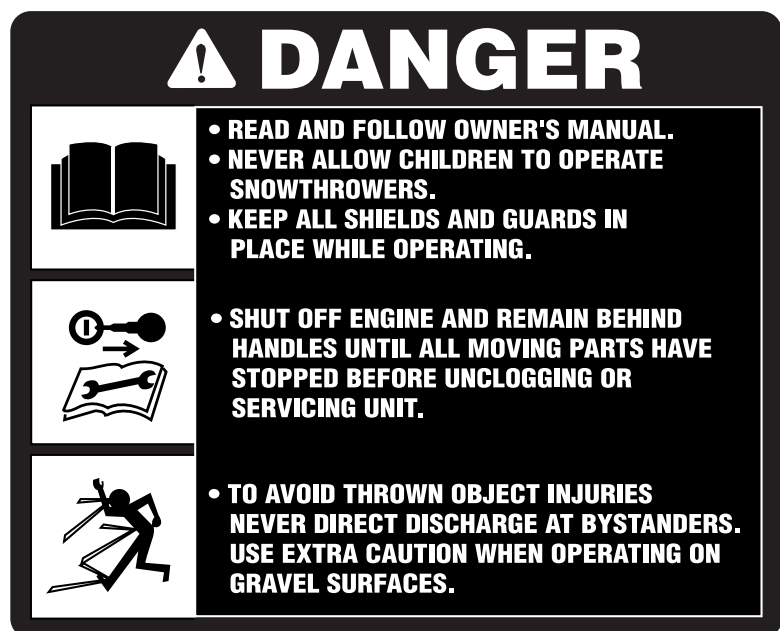 DANGER
• READ AND FOLLOW OWNER'S MANUAL.
• NEVER ALLOW CHILDREN TO OPERATE
SNOWTHROWERS.
• KEEP ALL SHIELDS AND GUARDS IN
PLACE WHILE OPERATING.
• SHUT OFF ENGINE AND REMAIN BEHIND
HANDLES UNTIL ALL MOVING PARTS HAVE
STOPPED BEFORE UNCLOGGING OR
SERVICING UNIT.
• TO AVOID THROWN OBJECT INJURIES
NEVER DIRECT DISCHARGE AT BYSTANDERS.
USE EXTRA CAUTION WHEN OPERATING ON
GRAVEL SURFACES.